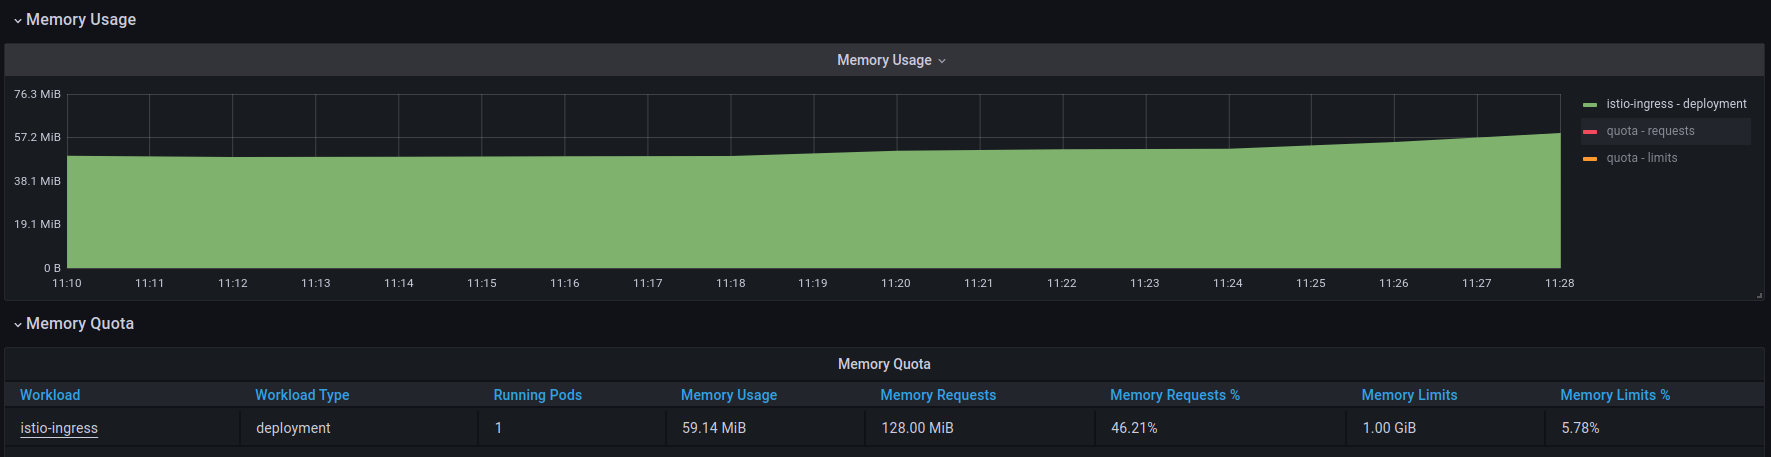 Memory Usage
Memory Usage
76.3 MiB
57.2 MiB
38.1 MiB
19.1 MiB
0 B
11:10 11:11 11:12 11:13 11:14 11:15 11:16 11:17 11:18 11:19 11:20 11:21 11:22 11:23 11:24 11:25 11:26 11:27 11:28
istio-ingress - deployment
quota - requests
quota - limits
Memory Quota
Memory Quota
Workload Workload Type Running Pods Memory Usage Memory Requests Memory Requests % Memory Limits Memory Limits %
istio-ingress deployment 1 59.14 MiB 128.00 MiB 46.21% 1.00 GiB 5.78%